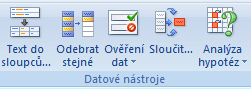 Text do Odebrat Ověření Sloučit... Analýza
sloupců... stejné dat hypotéz
Datové nástroje